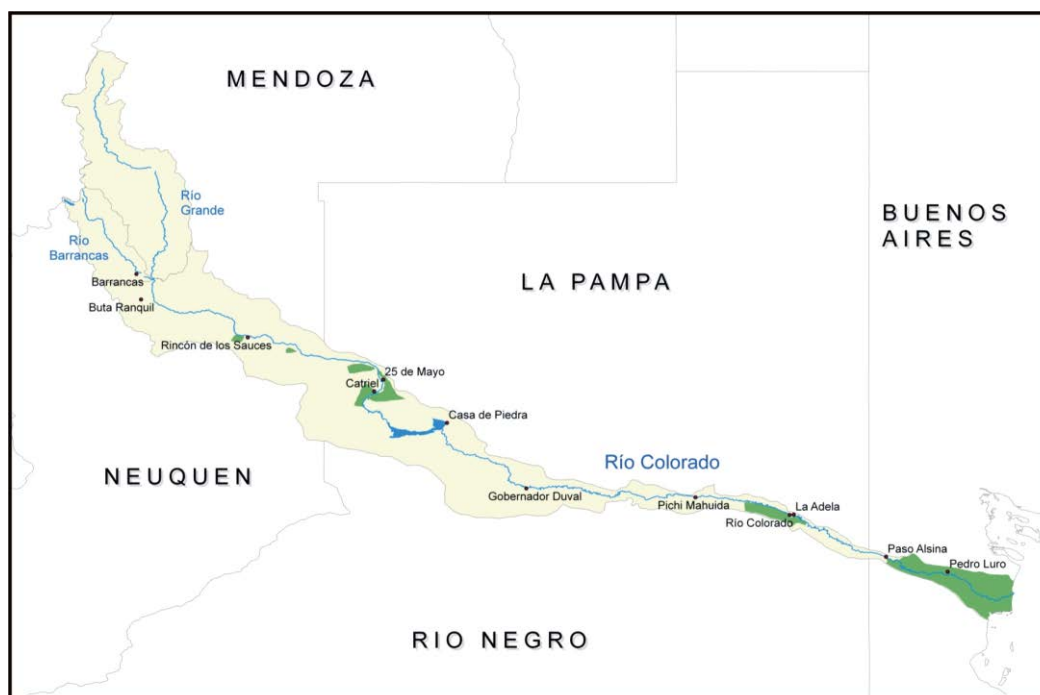 MENDOZA
Río
Grande
BUENOS
AIRES
Río
Barrancas
Barrancas
LA PAMPA
Buta Ranquil
Rincón de los Sauces
25 de Mayo
Catriel
Casa de Piedra
Río Colorado
NEUQUEN
Gobernador Duval
Pichi Mahuida
La Adela
Río Colorado
Paso Alsina
Pedro Luro
RIO NEGRO